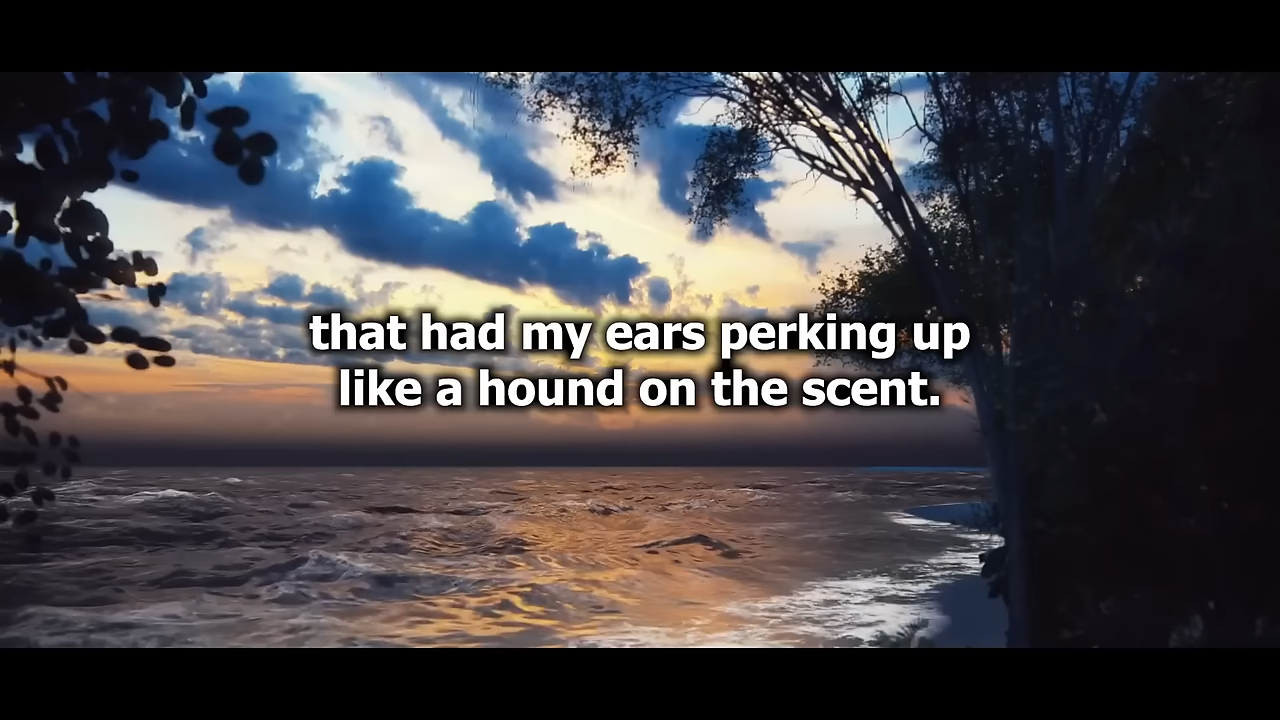 that had my ears perking up
like a hound on the scent.